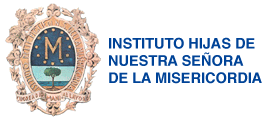 M
INSTITUTO HIJAS DE
NUESTRA SEÑORA
DE LA MISERICORDIA